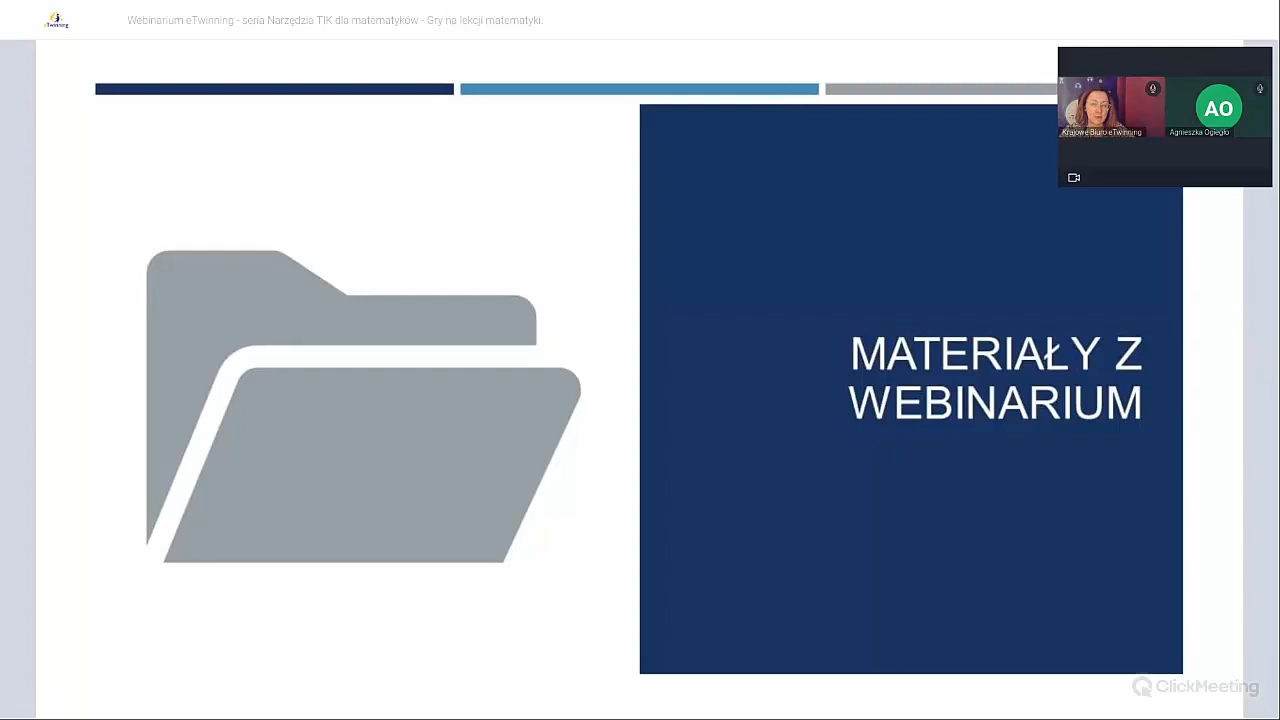 eTwinning
Webinarium eTwinning - seria Narzędzia TIK dla matematyków - Gry na lekcji matematyki.
AO
Krajowe Biuro eTwinning
Agnieszka Ogiegło
MATERIAŁY Z
WEBINARIUM
ClickMeeting